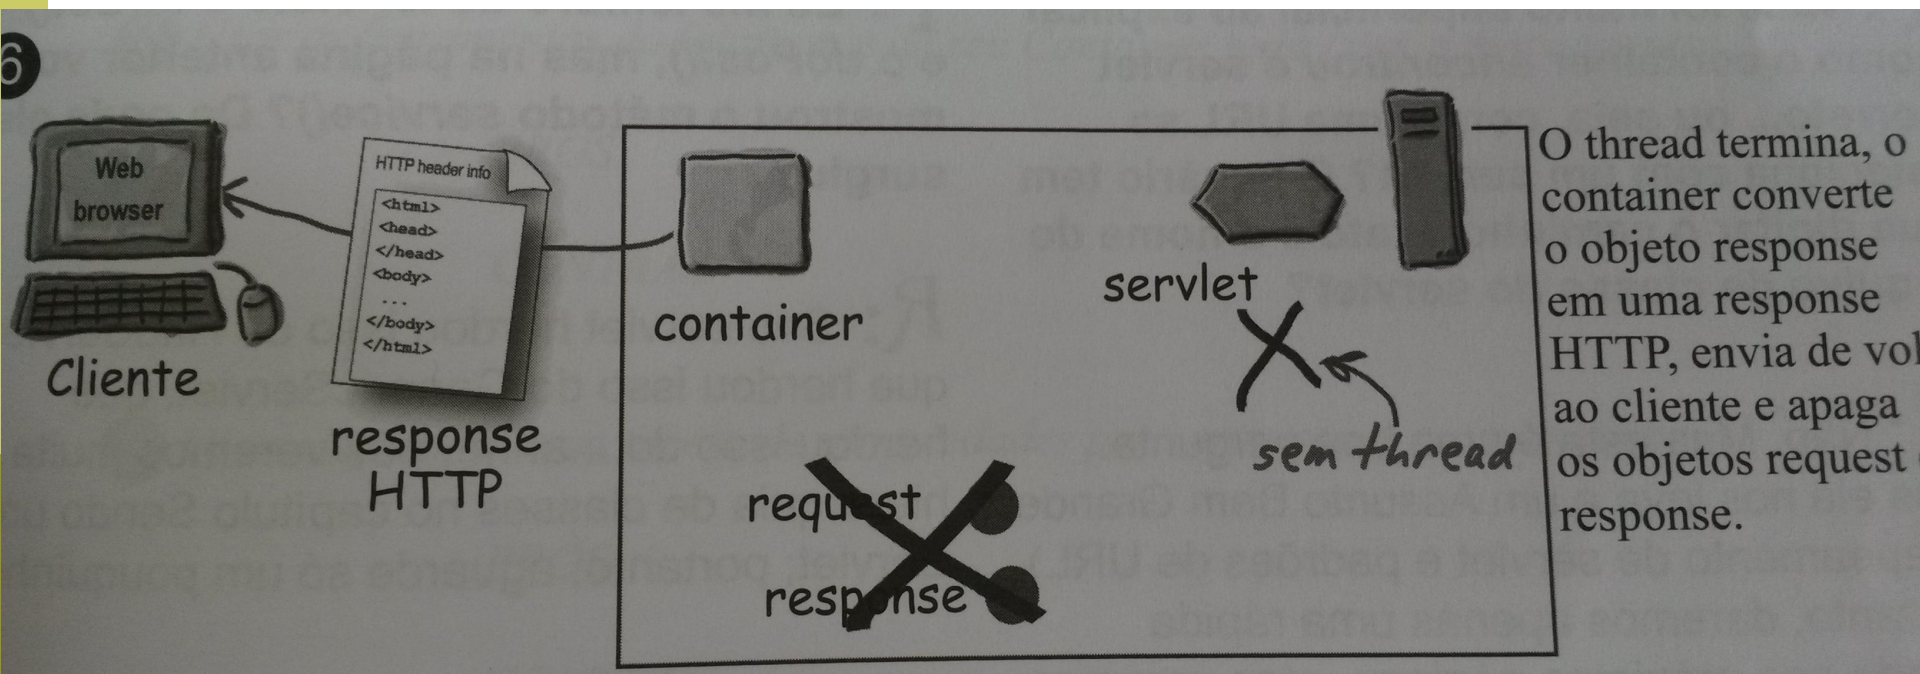 6
Web
browser
Cliente
HTTP header info
<html>
<head>
</head>
<body>
...
</body>
</html>
response
HTTP
container
request
response
servlet
sem thread
O thread termina, o
container converte
o objeto response
em uma response
HTTP, envia de vol
ao cliente e apaga
os objetos request
response.